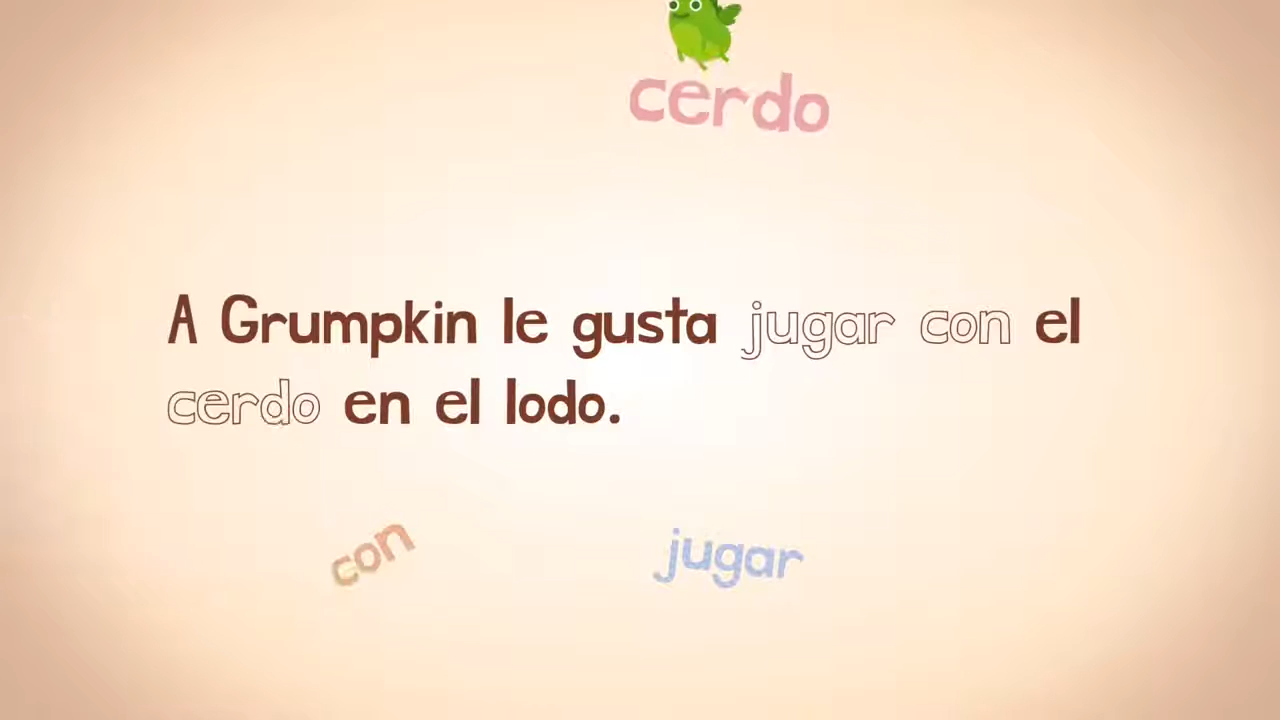 cerdo
A Grumpkin le gusta jugar con el
cerdo en el lodo.
con
jugar